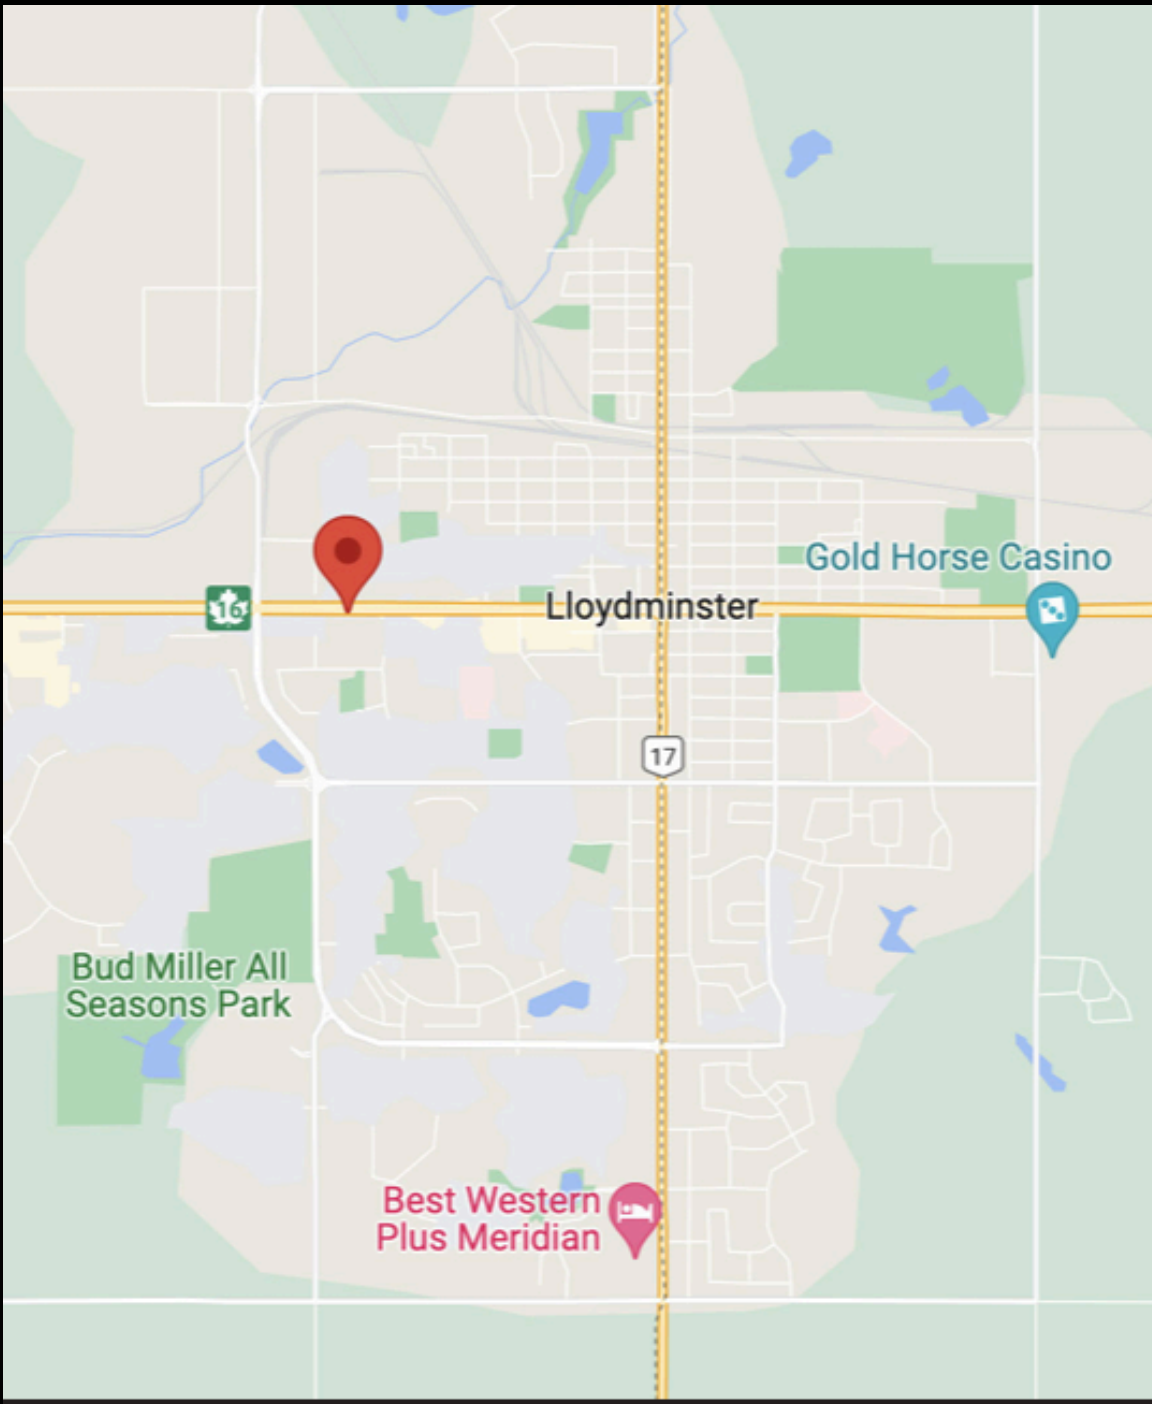 Gold Horse Casino
16
Lloydminster
17
Bud Miller All
Seasons Park
Best Western
Plus Meridian